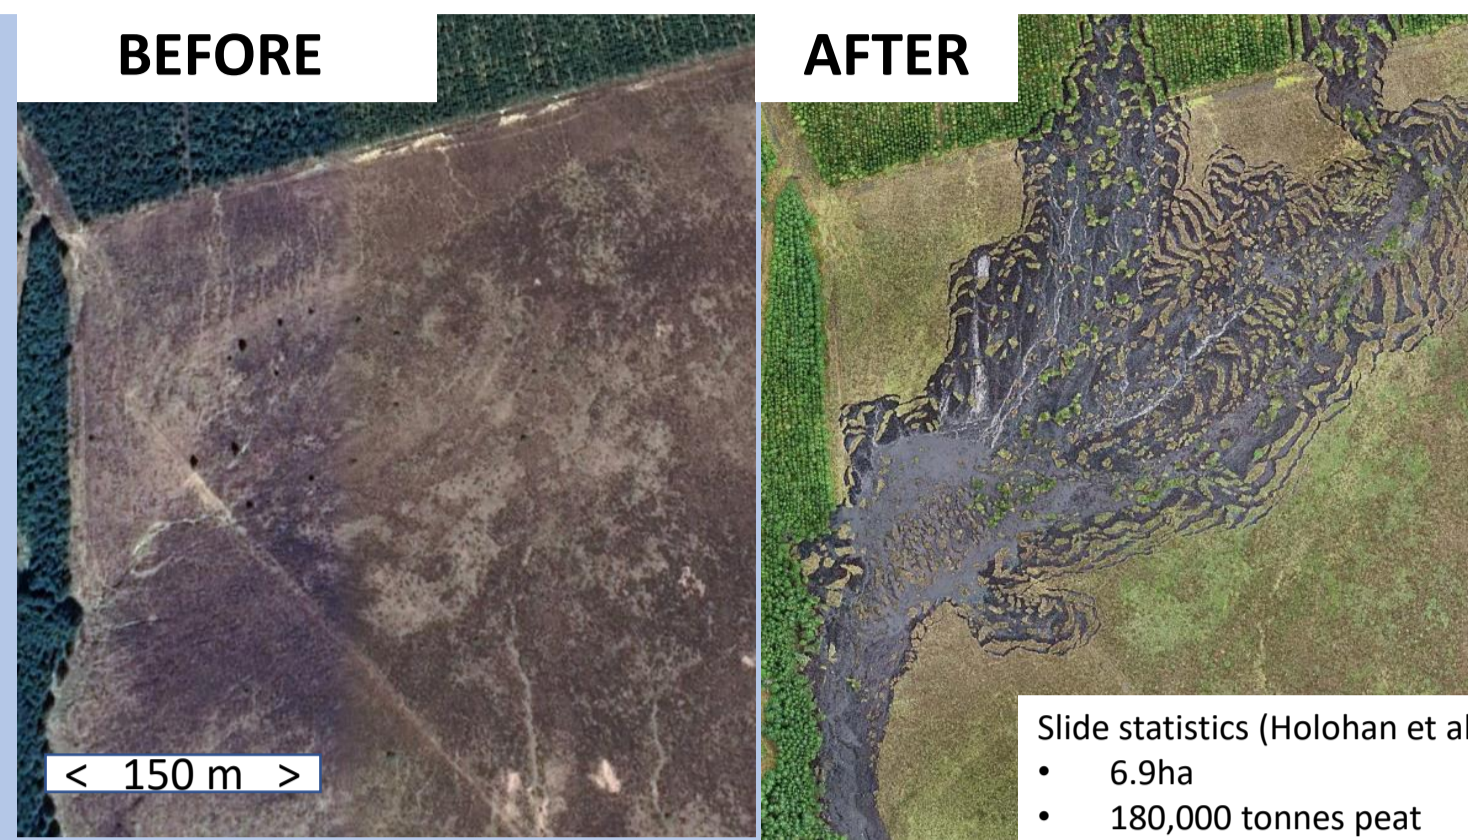 BEFORE
AFTER
< 150 m >
Slide statistics (Holohan et al
• 6.9ha
• 180,000 tonnes peat